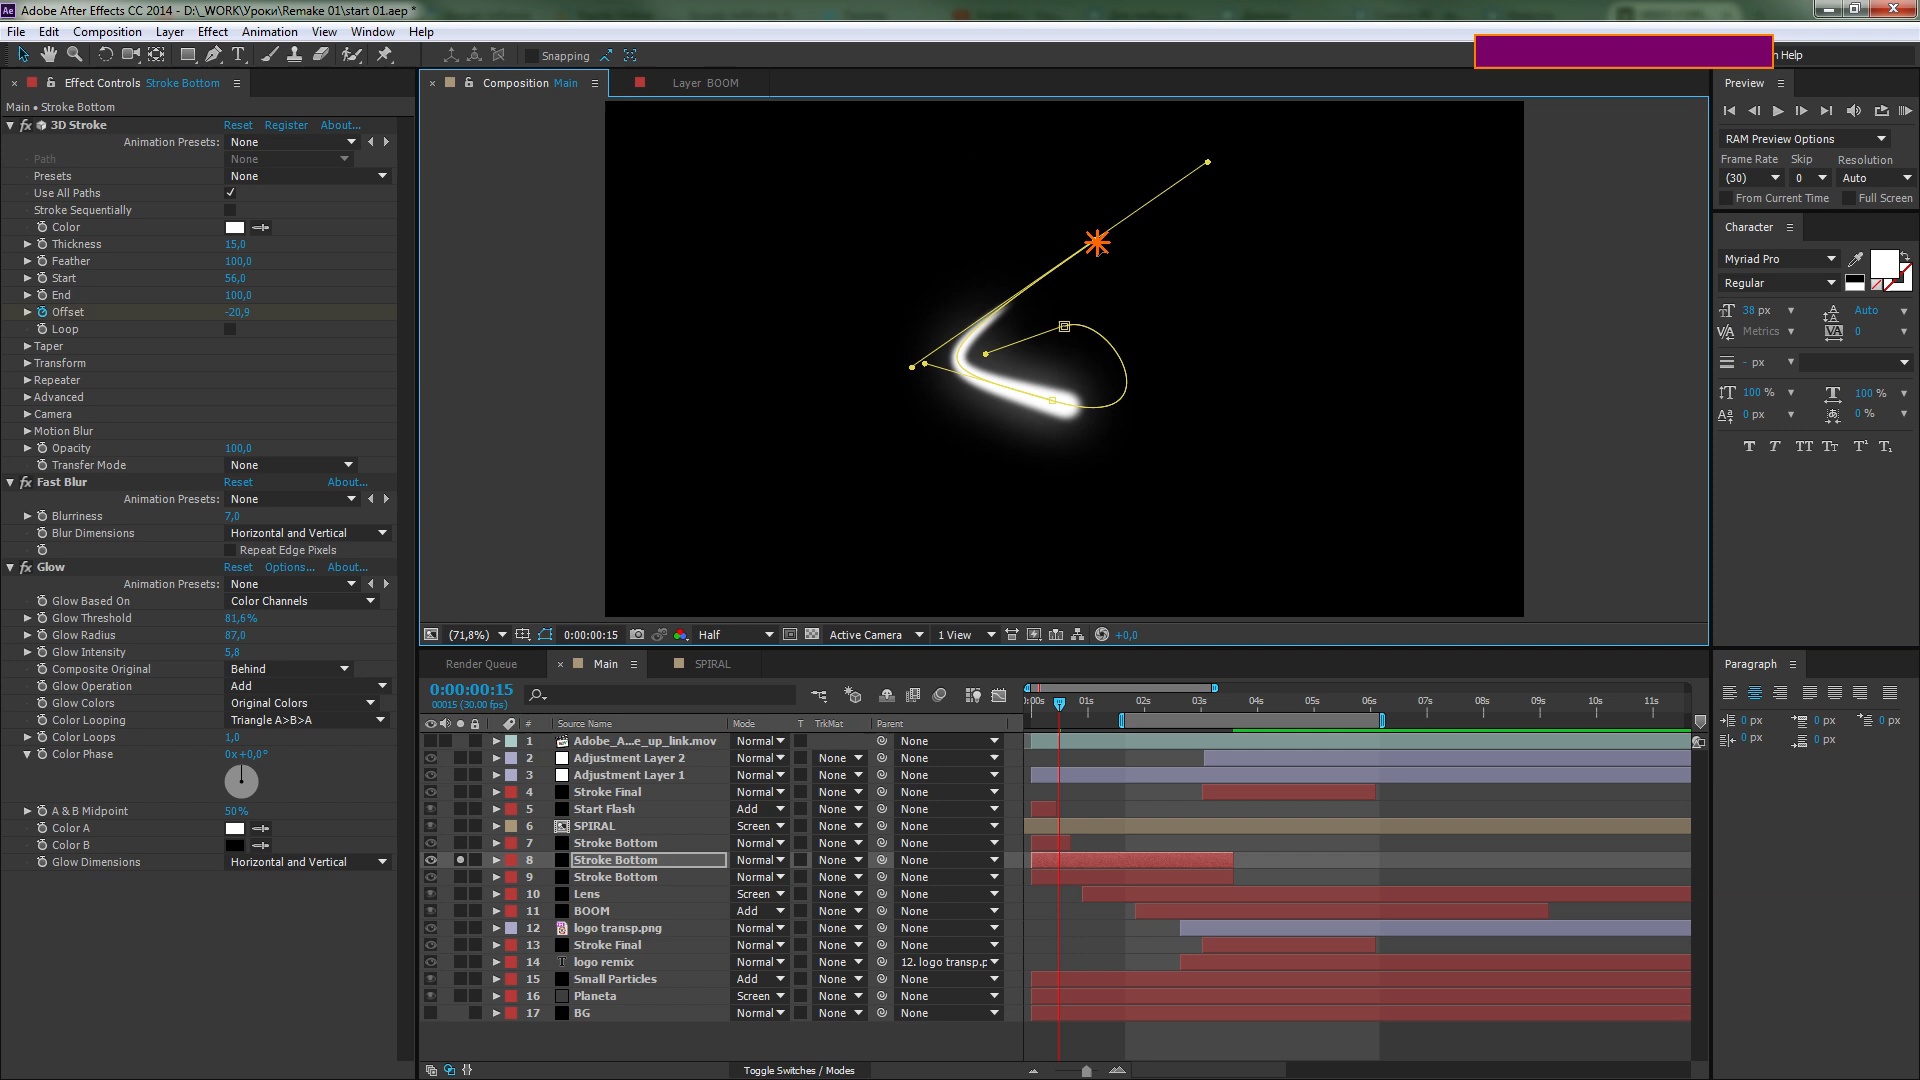 Adobe After Effects CC 2014 - D:\_WORK\Уроки\Remake 01\start 01.aep *
File Edit Composition Layer Effect Animation View Window Help
Snapping
h Help
Effect Controls Stroke Bottom
Composition Main
Layer BOOM
Preview
Main • Stroke Bottom
3D Stroke Reset Register About...
Animation Presets: None
Path None
Presets None
Use All Paths
Stroke Sequentially
Color
Thickness 15,0
Feather 100,0
Start 56,0
End 100,0
Offset -20,9
Loop
Taper
Transform
Repeater
Advanced
Camera
Motion Blur
Opacity 100,0
Transfer Mode None
Fast Blur Reset About...
Animation Presets: None
Blurriness 7,0
Blur Dimensions Horizontal and Vertical
Repeat Edge Pixels
Glow Reset Options... About...
Animation Presets: None
Glow Based On Color Channels
Glow Threshold 81,6%
Glow Radius 87,0
Glow Intensity 5,8
Composite Original Behind
Glow Operation Add
Glow Colors Original Colors
Color Looping Triangle A>B>A
Color Loops 1,0
Color Phase 0x+0,0°
A & B Midpoint 50%
Color A
Color B
Glow Dimensions Horizontal and Vertical
RAM Preview Options
Frame Rate Skip Resolution
(30) 0 Auto
From Current Time Full Screen
Character
Myriad Pro
Regular
38 px Auto
Metrics 0
- px
100 % 100 %
0 px 0 %
T T TT Tt T¹ T₁
(71,8%) 0:00:00:15 Half Active Camera 1 View +0,0
Paragraph
0 px 0 px 0 px
0 px 0 px
Render Queue Main SPIRAL
0:00:00:15
00015 (30.00 fps)
:00s 01s 02s 03s 04s 05s 06s 07s 08s 09s 10s 11s
# Source Name Mode T TrkMat Parent
1 Adobe_A...e_up_link.mov Normal None
2 Adjustment Layer 2 Normal None None
3 Adjustment Layer 1 Normal None None
4 Stroke Final Normal None None
5 Start Flash Add None None
6 SPIRAL Screen None None
7 Stroke Bottom Normal None None
8 Stroke Bottom Normal None None
9 Stroke Bottom Normal None None
10 Lens Screen None None
11 BOOM Add None None
12 logo transp.png Normal None None
13 Stroke Final Normal None None
14 logo remix Normal None 12. logo transp.p
15 Small Particles Add None None
16 Planeta Screen None None
17 BG Normal None None
Toggle Switches / Modes